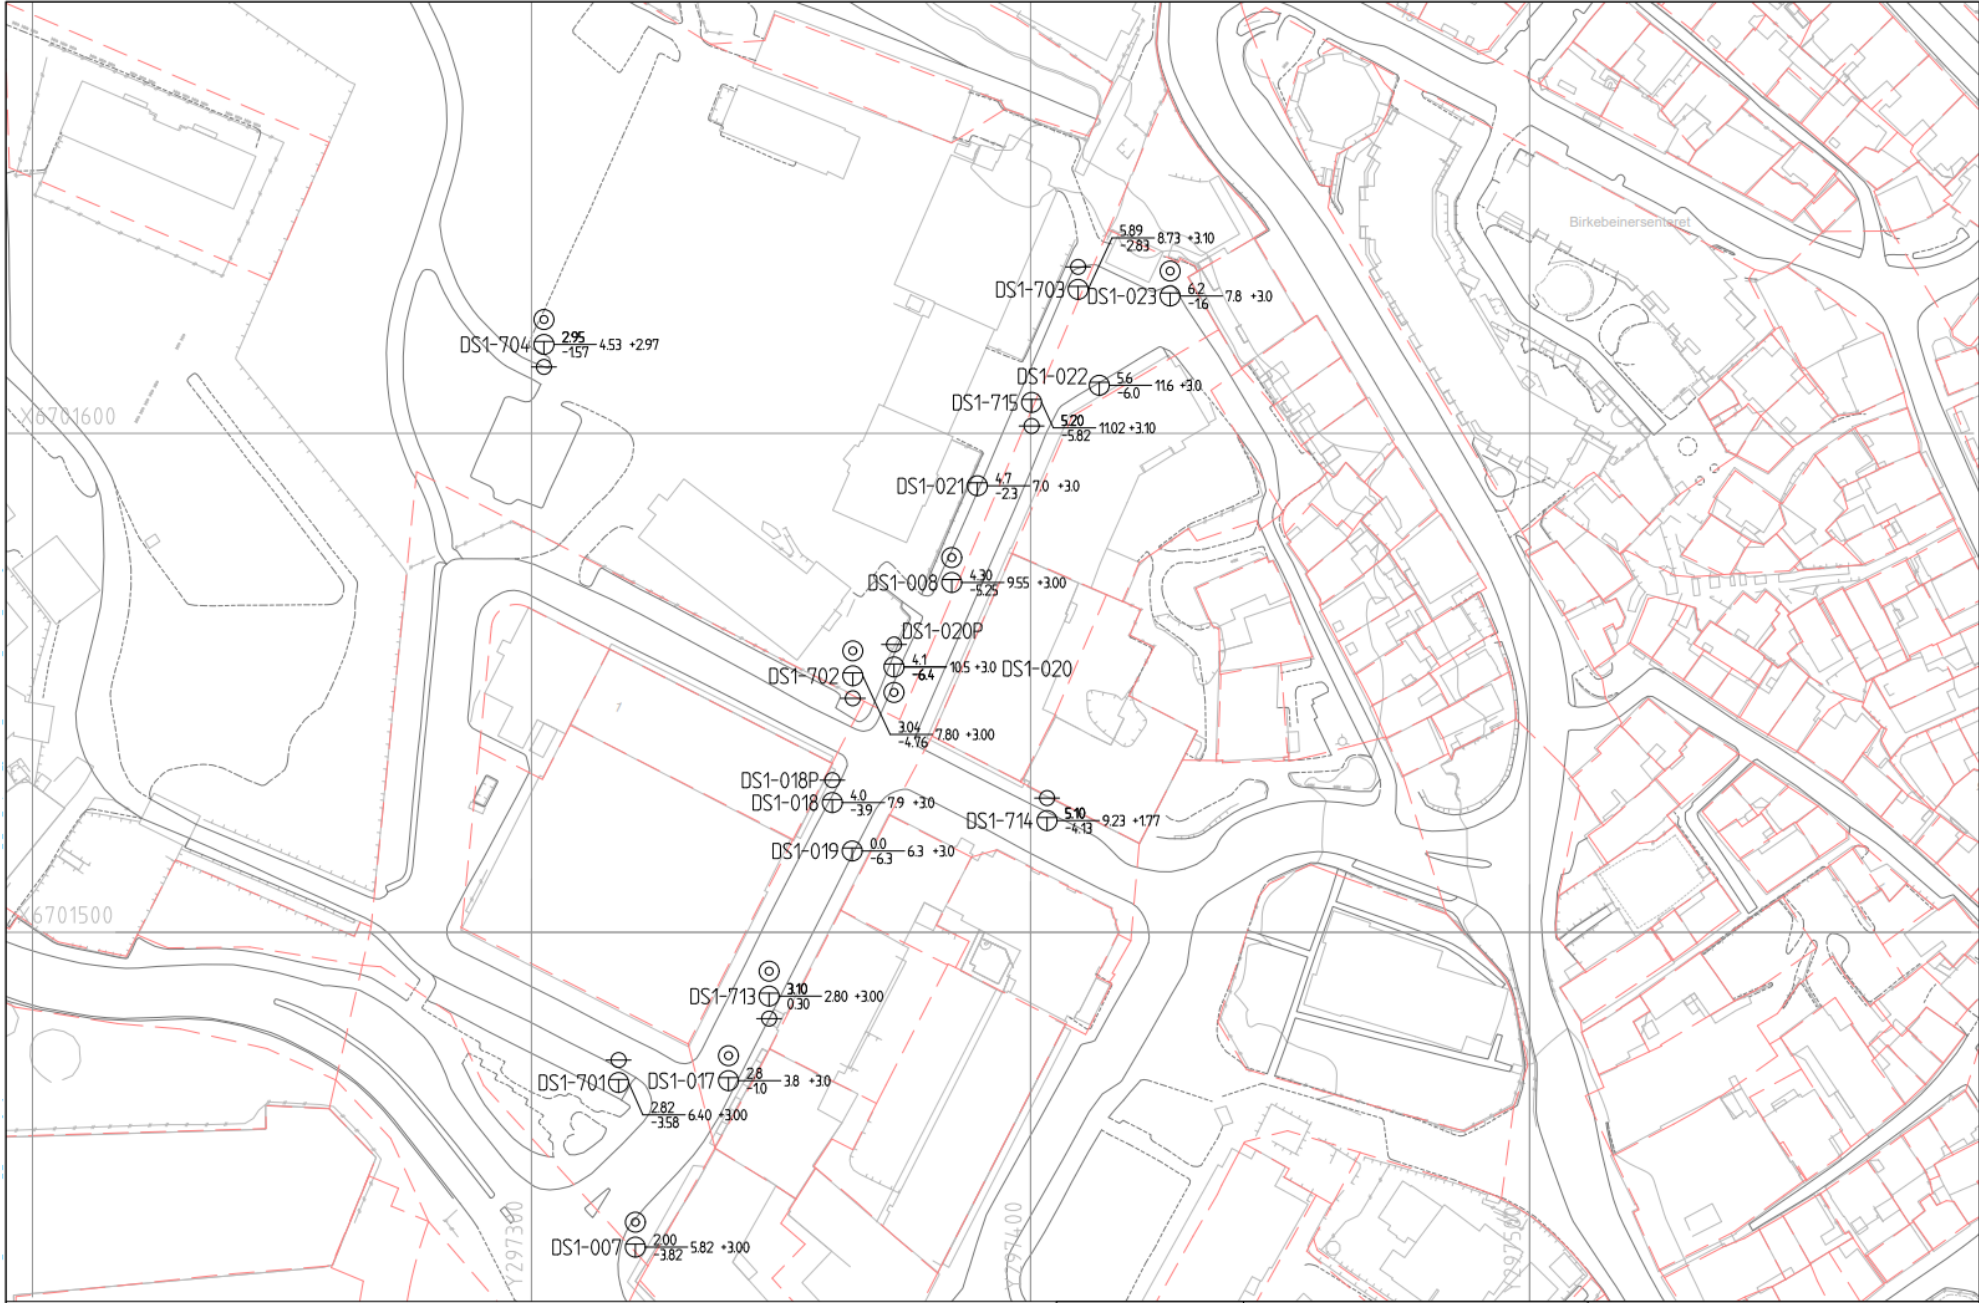 Birkebeinersenteret
5.89
-2.83 8.73 +3.10
DS1-703
DS1-023 6.2
-1.6 7.8 +3.0
DS1-704 2.95
-1.57 4.53 +2.97
DS1-022 5.6
-6.0 11.6 +3.0
DS1-715
5.20
-5.82 11.02 +3.10
X6701600
DS1-021 4.7
-2.3 7.0 +3.0
DS1-008 4.30
-5.25 9.55 +3.00
DS1-020P
4.1
-6.4 10.5 +3.0 DS1-020
DS1-702
3.04
-4.76 7.80 +3.00
1
DS1-018P
DS1-018 4.0
-3.9 7.9 +3.0
DS1-714 5.10
-4.13 9.23 +1.77
DS1-019 0.0
-6.3 6.3 +3.0
X6701500
DS1-713 3.10
0.30 2.80 +3.00
DS1-701
DS1-017 2.8
-1.0 3.8 +3.0
2.82
-3.58 6.40 +3.00
DS1-007 2.00
-3.82 5.82 +3.00
Y297300
Y297400
Y297500